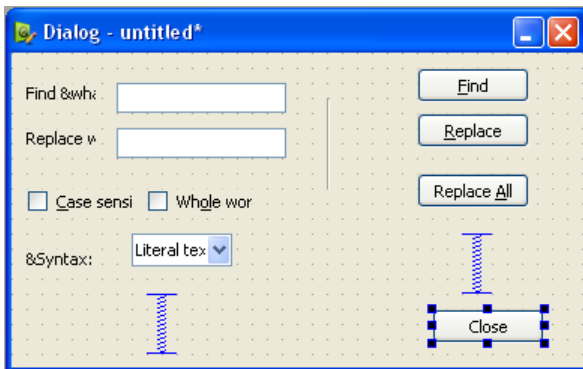 Dialog - untitled*
Find &wha
Find
Replace w
Replace
Replace All
Case sensi Whole wor
&Syntax: Literal tex
Close